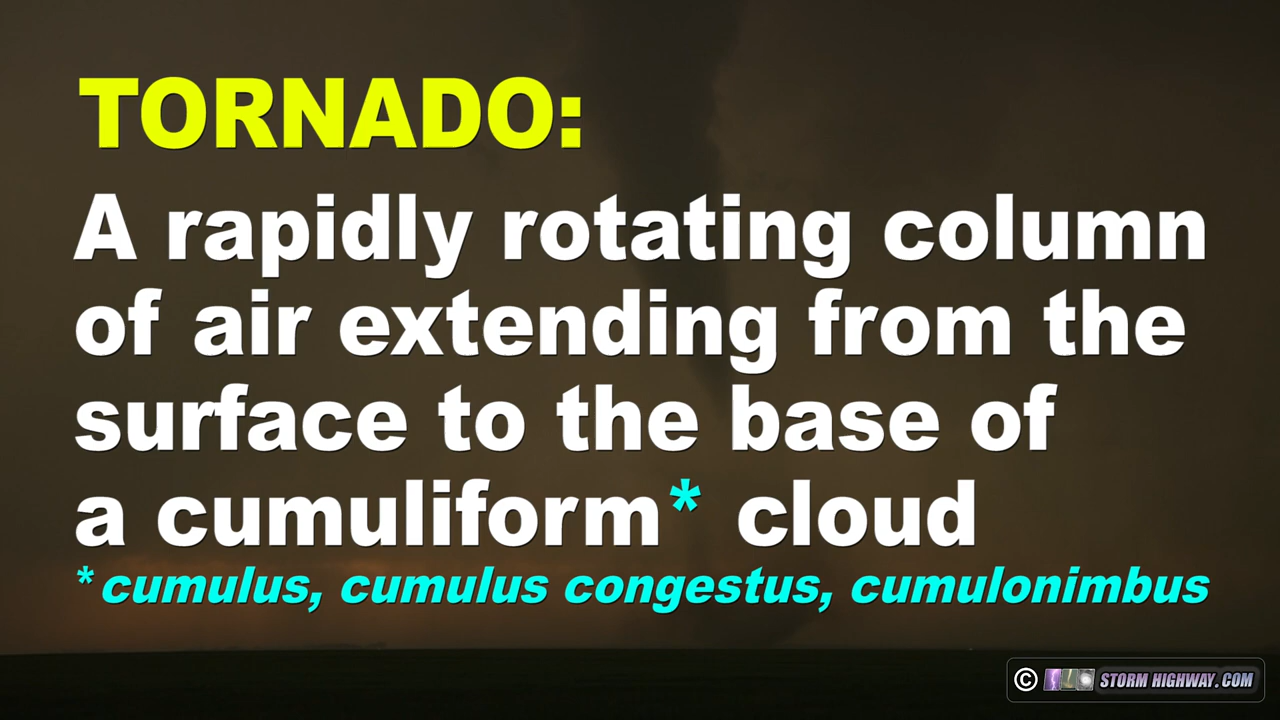 TORNADO:
A rapidly rotating column
of air extending from the
surface to the base of
a cumuliform* cloud
*cumulus, cumulus congestus, cumulonimbus
© STORM HIGHWAY.COM